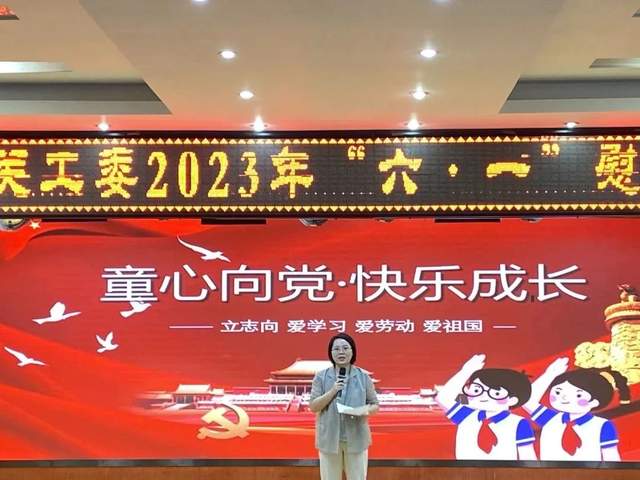 关工委2023年“六·一”慰
童心向党·快乐成长
立志向 爱学习 爱劳动 爱祖国